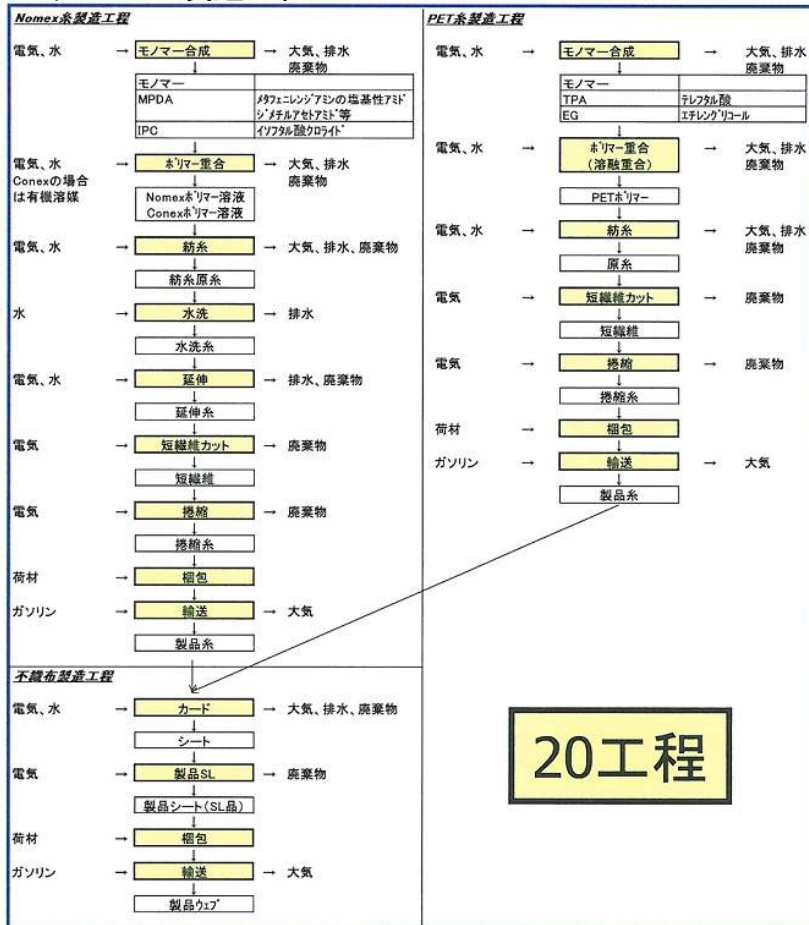 Nomex糸製造工程
電気、水 → モノマー合成 → 大気、排水
廃棄物
↓
モノマー
MPDA メタフェニレンジアミンの塩基性アミド
ジメチルアセトアミド等
IPC イソフタル酸クロライド
↓
電気、水 → ポリマー重合 → 大気、排水
Conexの場合 廃棄物
は有機溶媒
↓
Nomexポリマー溶液
Conexポリマー溶液
↓
電気、水 → 紡糸 → 大気、排水、廃棄物
↓
紡糸原糸
↓
水 → 水洗 → 排水
↓
水洗糸
↓
電気、水 → 延伸 → 排水、廃棄物
↓
延伸糸
↓
電気 → 短繊維カット → 廃棄物
↓
短繊維
↓
電気 → 捲縮 → 廃棄物
↓
捲縮糸
↓
荷材 → 梱包
↓
ガソリン → 輸送 → 大気
↓
製品糸
PET糸製造工程
電気、水 → モノマー合成 → 大気、排水
廃棄物
↓
モノマー
TPA テレフタル酸
EG エチレングリコール
↓
電気、水 → ポリマー重合 → 大気、排水
(溶融重合) 廃棄物
↓
PETポリマー
↓
電気、水 → 紡糸 → 大気、排水
廃棄物
↓
原糸
↓
電気 → 短繊維カット → 廃棄物
↓
短繊維
↓
電気 → 捲縮 → 廃棄物
↓
捲縮糸
↓
荷材 → 梱包
↓
ガソリン → 輸送 → 大気
↓
製品糸
不織布製造工程
電気、水 → カード → 大気、排水、廃棄物
↓
シート
↓
電気 → 製品SL → 廃棄物
↓
製品シート(SL品)
↓
荷材 → 梱包
↓
ガソリン → 輸送 → 大気
↓
製品ウェブ
20工程